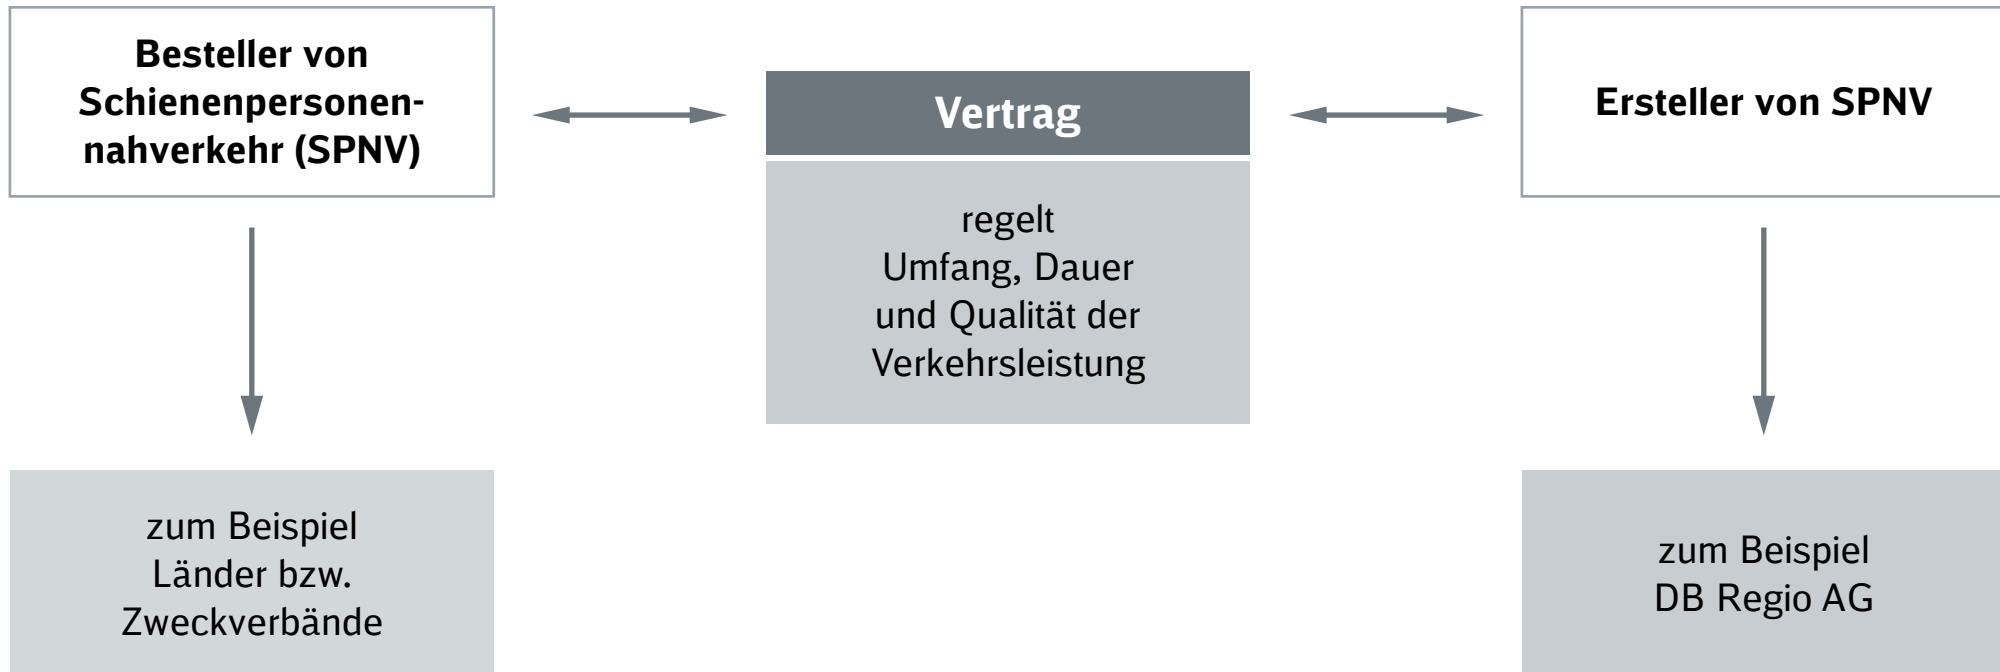 Besteller von
Schienenpersonen-
nahverkehr (SPNV)
zum Beispiel
Länder bzw.
Zweckverbände
Vertrag
regelt
Umfang, Dauer
und Qualität der
Verkehrsleistung
Ersteller von SPNV
zum Beispiel
DB Regio AG